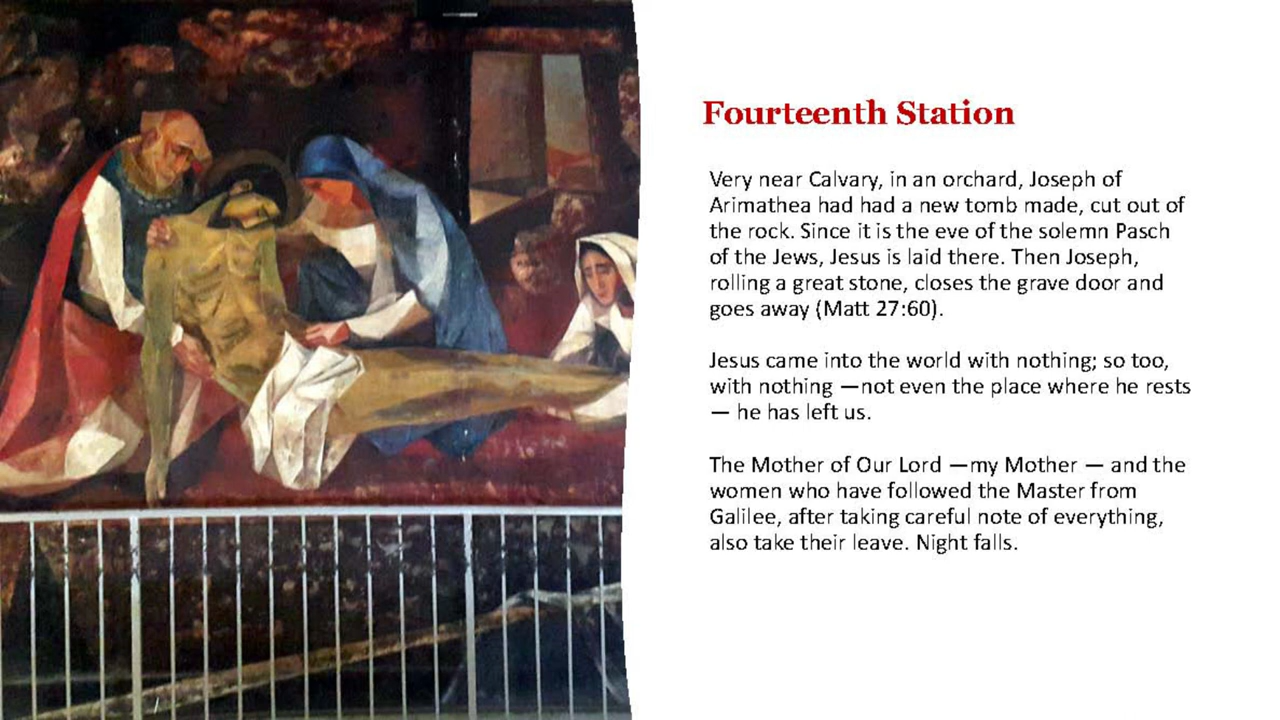 Fourteenth Station
Very near Calvary, in an orchard, Joseph of
Arimathea had had a new tomb made, cut out of
the rock. Since it is the eve of the solemn Pasch
of the Jews, Jesus is laid there. Then Joseph,
rolling a great stone, closes the grave door and
goes away (Matt 27:60).
Jesus came into the world with nothing; so too,
with nothing —not even the place where he rests
— he has left us.
The Mother of Our Lord —my Mother — and the
women who have followed the Master from
Galilee, after taking careful note of everything,
also take their leave. Night falls.